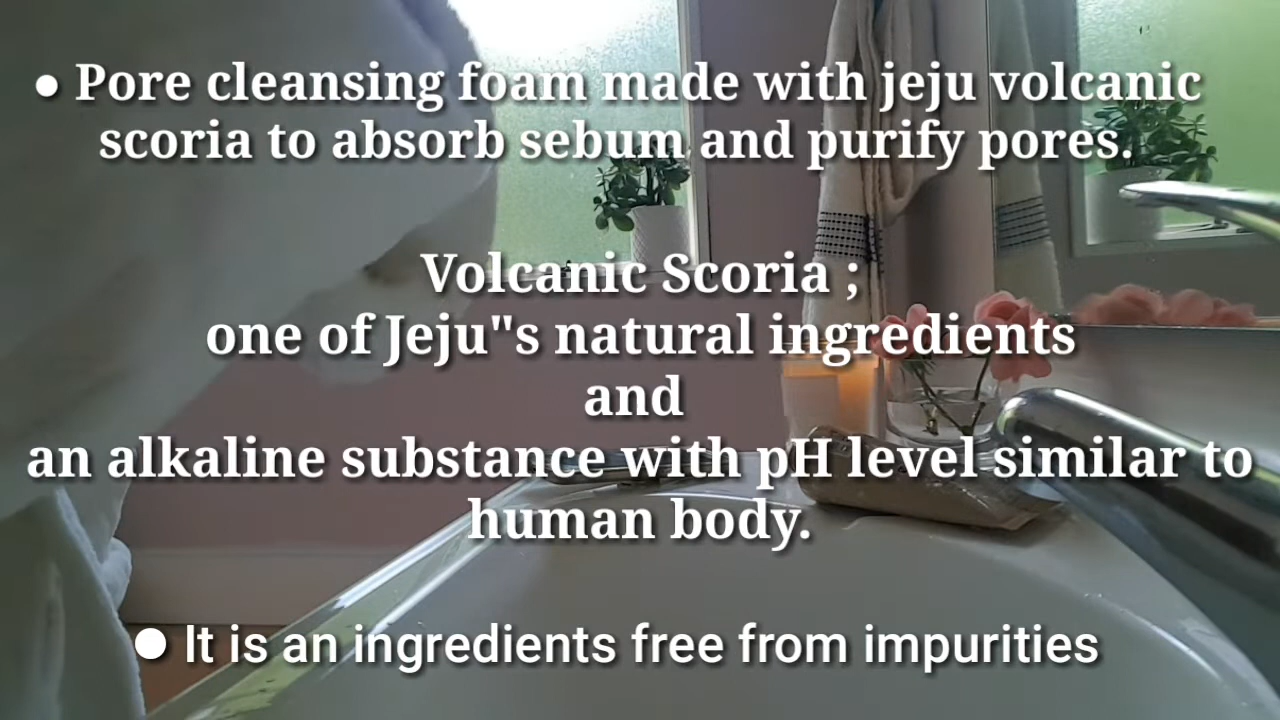 ● Pore cleansing foam made with jeju volcanic
scoria to absorb sebum and purify pores.
Volcanic Scoria ;
one of Jeju"s natural ingredients
and
an alkaline substance with pH level similar to
human body.
● It is an ingredients free from impurities